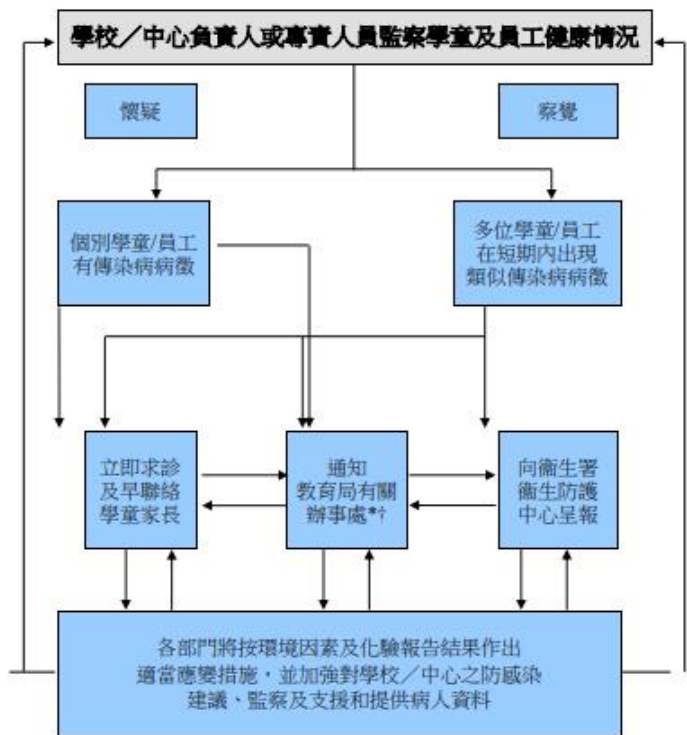 學校／中心負責人或專責人員監察學童及員工健康情況
懷疑
察覺
個別學童/員工
有傳染病病徵
多位學童/員工
在短期內出現
類似傳染病病徵
立即求診
及早聯絡
學童家長
通知
教育局有關
辦事處*†
向衞生署
衞生防護
中心呈報
各部門將按環境因素及化驗報告結果作出
適當應變措施，並加強對學校／中心之防感染
建議、監察及支援和提供病人資料